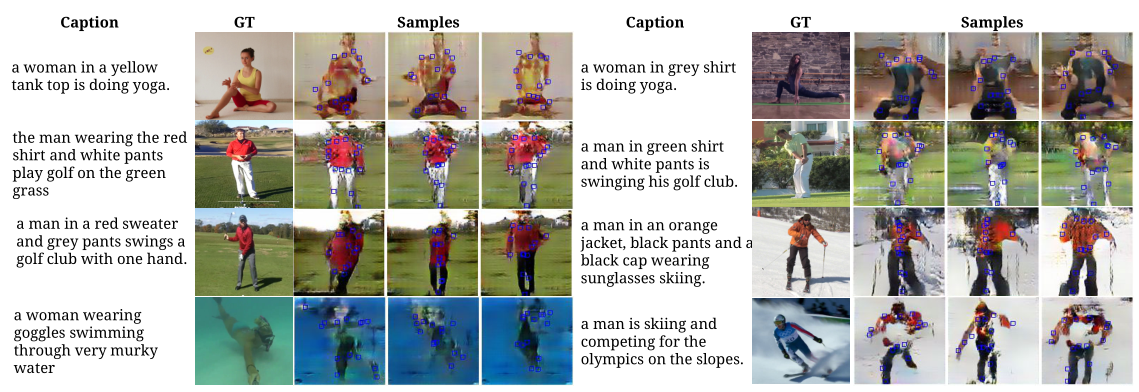 Caption GT Samples Caption GT Samples
a woman in a yellow
tank top is doing yoga.
a woman in grey shirt
is doing yoga.
the man wearing the red
shirt and white pants
play golf on the green
grass
a man in green shirt
and white pants is
swinging his golf club.
a man in a red sweater
and grey pants swings a
golf club with one hand.
a man in an orange
jacket, black pants and a
black cap wearing
sunglasses skiing.
a woman wearing
goggles swimming
through very murky
water
a man is skiing and
competing for the
olympics on the slopes.